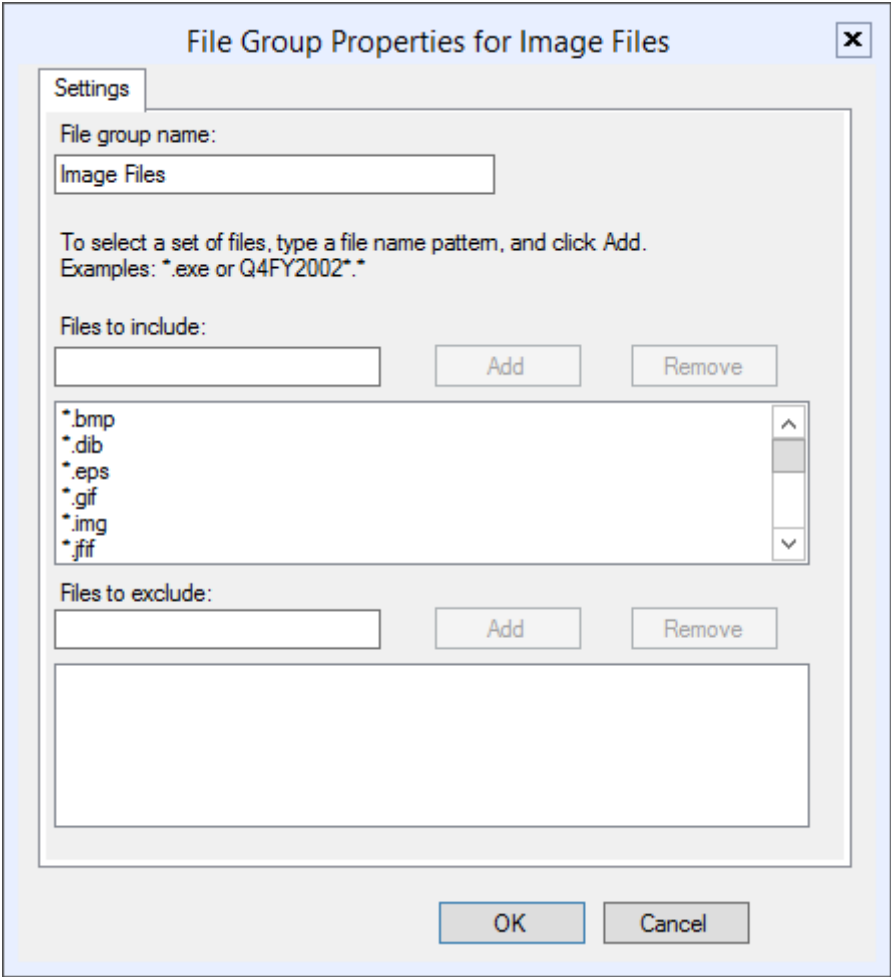 File Group Properties for Image Files
Settings
File group name:
Image Files
To select a set of files, type a file name pattern, and click Add.
Examples: *.exe or Q4FY2002*.*
Files to include:
Add Remove
*.bmp
*.dib
*.eps
*.gif
*.img
*.jfif
Files to exclude:
Add Remove
OK Cancel